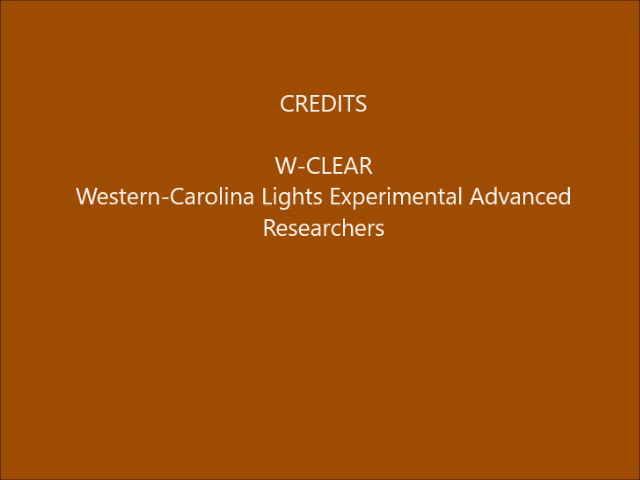 CREDITS
W-CLEAR
Western-Carolina Lights Experimental Advanced
Researchers